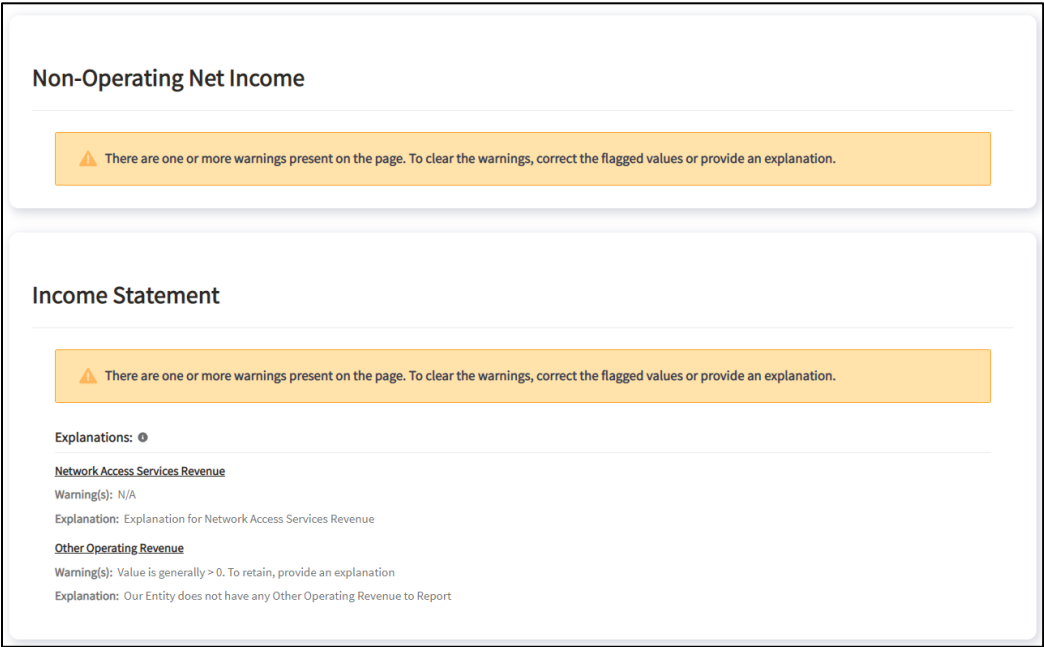 Non-Operating Net Income
There are one or more warnings present on the page. To clear the warnings, correct the flagged values or provide an explanation.
Income Statement
There are one or more warnings present on the page. To clear the warnings, correct the flagged values or provide an explanation.
Explanations:
Network Access Services Revenue
Warning(s): N/A
Explanation: Explanation for Network Access Services Revenue
Other Operating Revenue
Warning(s): Value is generally > 0. To retain, provide an explanation
Explanation: Our Entity does not have any Other Operating Revenue to Report